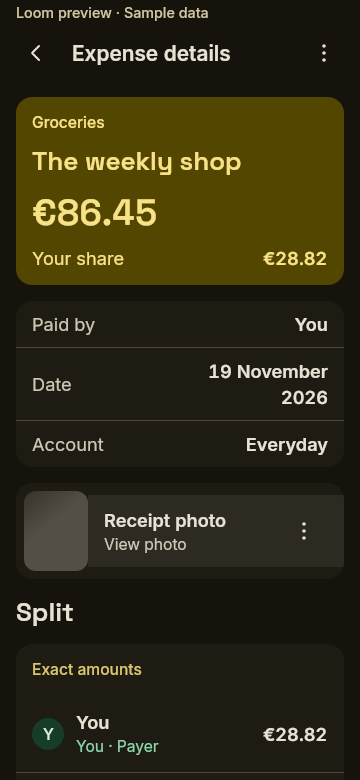 Loom preview · Sample data
Expense details
Groceries
The weekly shop
€86.45
Your share €28.82
Paid by You
Date 19 November
2026
Account Everyday
Receipt photo
View photo
Split
Exact amounts
Y You €28.82
You · Payer